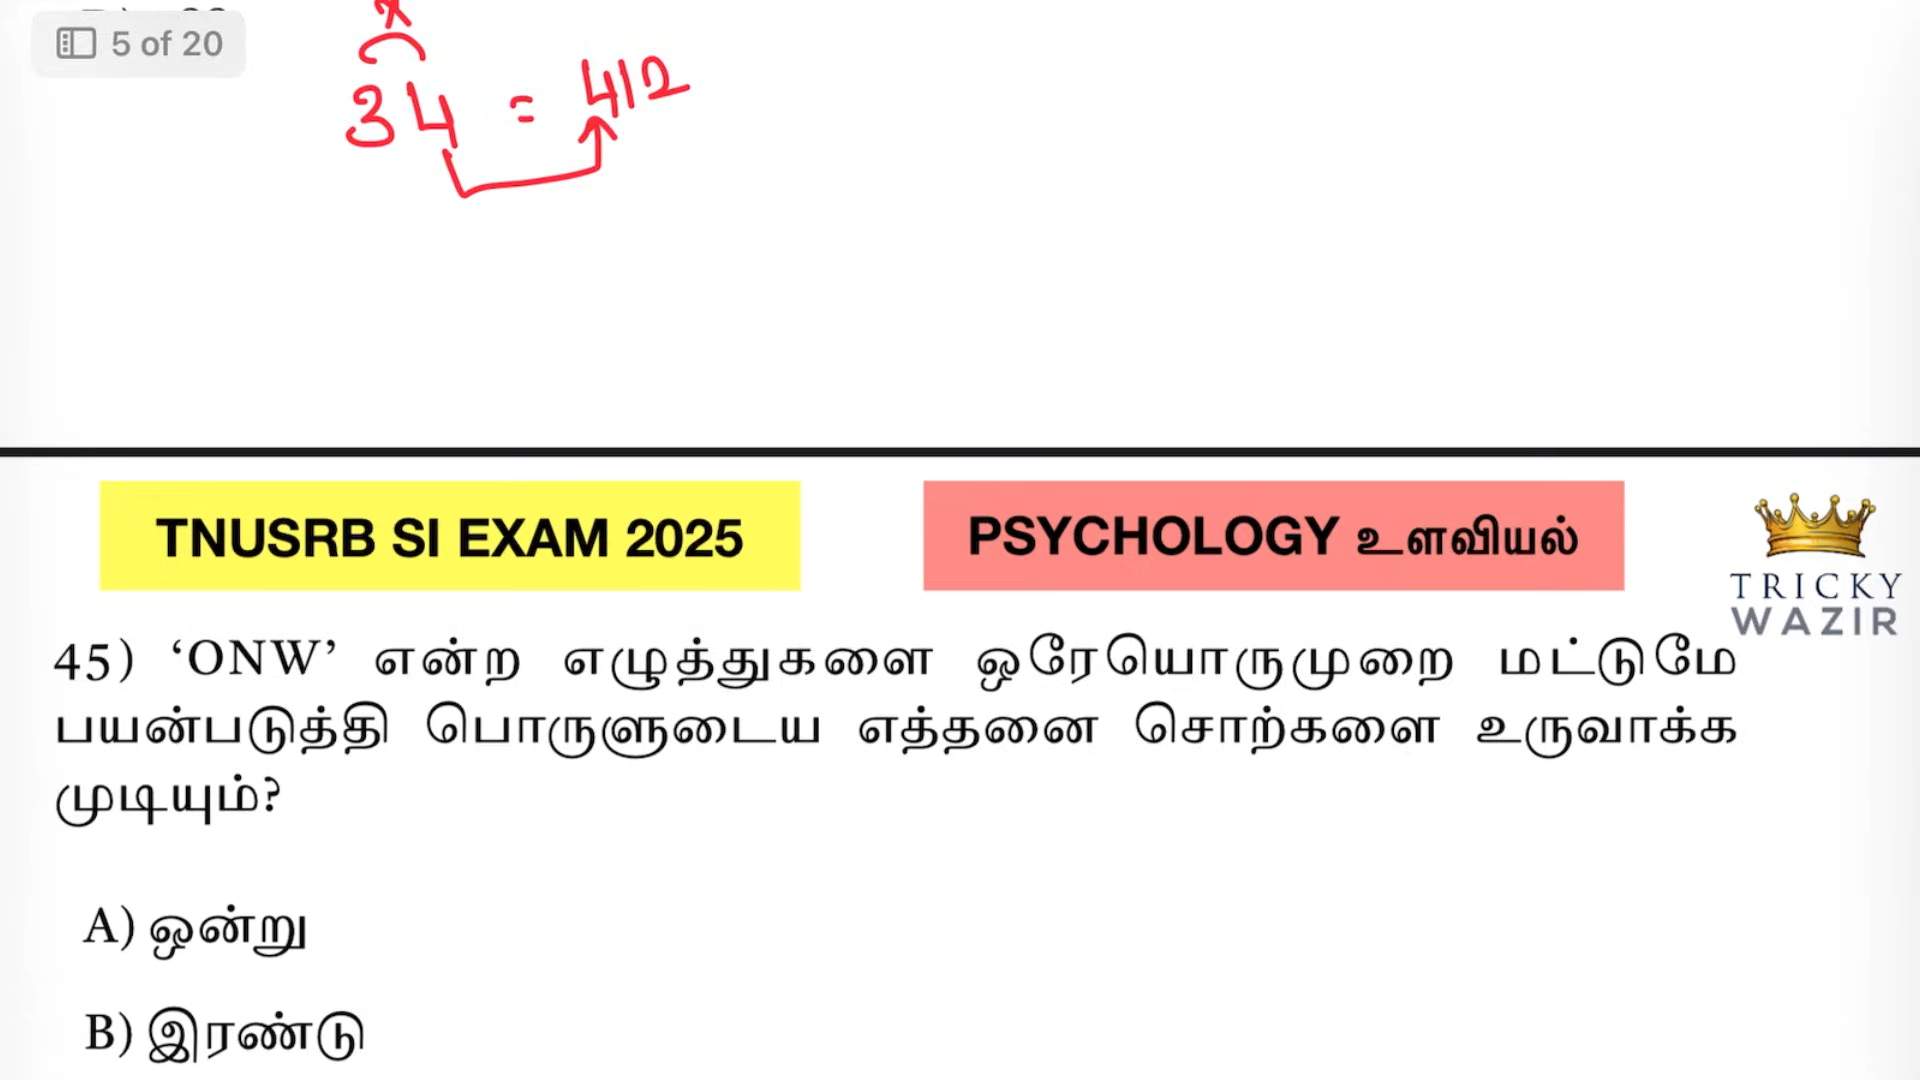 5 of 20
x
34 = 412
TNUSRB SI EXAM 2025
PSYCHOLOGY உளவியல்
TRICKY
WAZIR
45) ‘ONW’ என்ற எழுத்துகளை ஒரேயொருமுறை மட்டுமே
பயன்படுத்தி பொருளுடைய எத்தனை சொற்களை உருவாக்க
முடியும்?
A) ஒன்று
B) இரண்டு